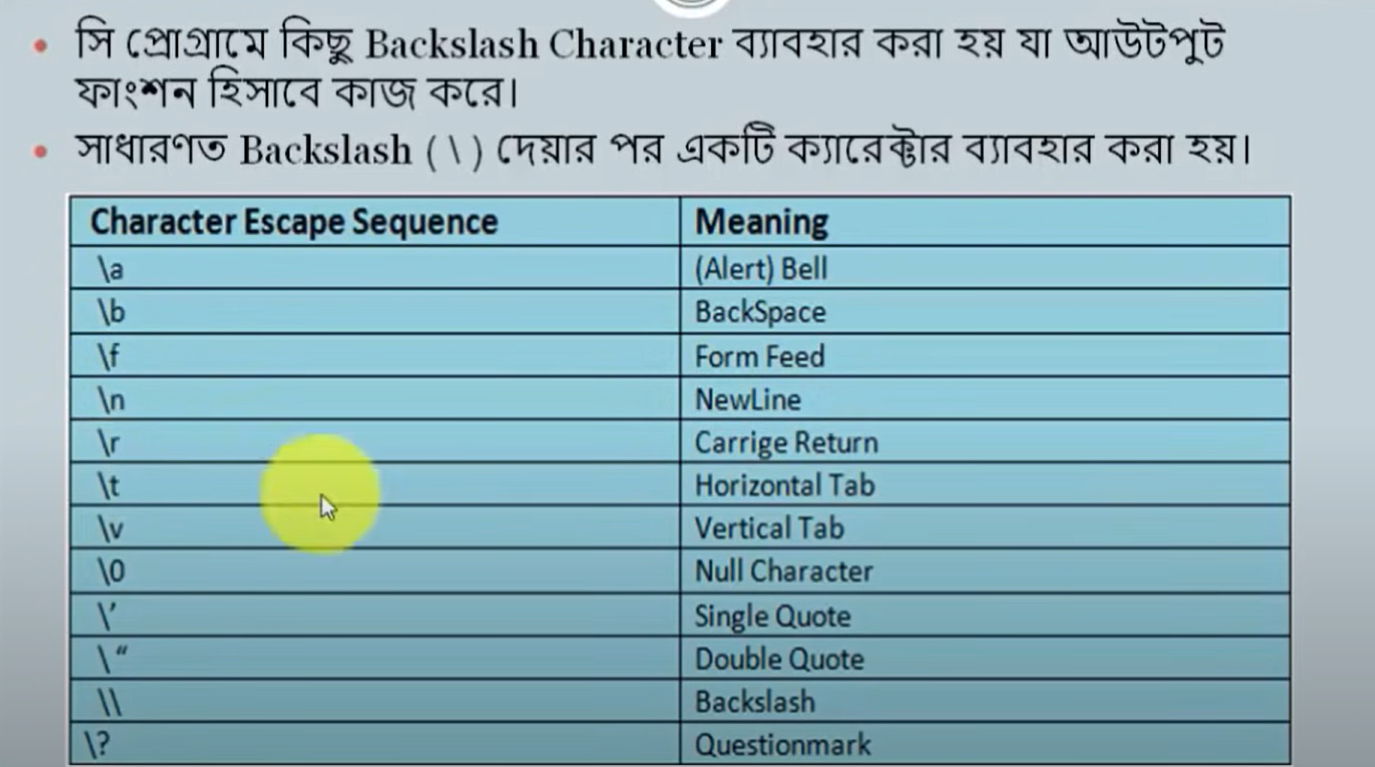 • সি প্রোগ্রামে কিছু Backslash Character ব্যাবহার করা হয় যা আউটপুট
ফাংশন হিসাবে কাজ করে।
• সাধারণত Backslash ( \ ) দেয়ার পর একটি ক্যারেক্টার ব্যাবহার করা হয়।
Character Escape Sequence Meaning
\a (Alert) Bell
\b BackSpace
\f Form Feed
\n NewLine
\r Carrige Return
\t Horizontal Tab
\v Vertical Tab
\0 Null Character
\’ Single Quote
\ “ Double Quote
\\ Backslash
\? Questionmark